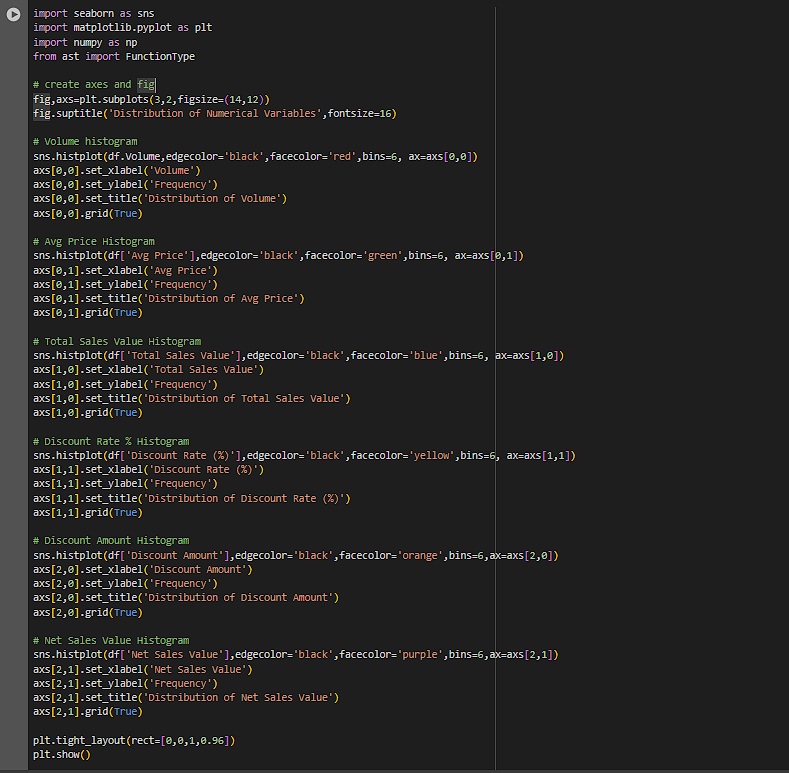 import seaborn as sns
import matplotlib.pyplot as plt
import numpy as np
from ast import FunctionType
# create axes and fig
fig,axs=plt.subplots(3,2,figsize=(14,12))
fig.suptitle('Distribution of Numerical Variables',fontsize=16)
# Volume histogram
sns.histplot(df.Volume,edgecolor='black',facecolor='red',bins=6, ax=axs[0,0])
axs[0,0].set_xlabel('Volume')
axs[0,0].set_ylabel('Frequency')
axs[0,0].set_title('Distribution of Volume')
axs[0,0].grid(True)
# Avg Price Histogram
sns.histplot(df['Avg Price'],edgecolor='black',facecolor='green',bins=6, ax=axs[0,1])
axs[0,1].set_xlabel('Avg Price')
axs[0,1].set_ylabel('Frequency')
axs[0,1].set_title('Distribution of Avg Price')
axs[0,1].grid(True)
# Total Sales Value Histogram
sns.histplot(df['Total Sales Value'],edgecolor='black',facecolor='blue',bins=6, ax=axs[1,0])
axs[1,0].set_xlabel('Total Sales Value')
axs[1,0].set_ylabel('Frequency')
axs[1,0].set_title('Distribution of Total Sales Value')
axs[1,0].grid(True)
# Discount Rate % Histogram
sns.histplot(df['Discount Rate (%)'],edgecolor='black',facecolor='yellow',bins=6, ax=axs[1,1])
axs[1,1].set_xlabel('Discount Rate (%)')
axs[1,1].set_ylabel('Frequency')
axs[1,1].set_title('Distribution of Discount Rate (%)')
axs[1,1].grid(True)
# Discount Amount Histogram
sns.histplot(df['Discount Amount'],edgecolor='black',facecolor='orange',bins=6,ax=axs[2,0])
axs[2,0].set_xlabel('Discount Amount')
axs[2,0].set_ylabel('Frequency')
axs[2,0].set_title('Distribution of Discount Amount')
axs[2,0].grid(True)
# Net Sales Value Histogram
sns.histplot(df['Net Sales Value'],edgecolor='black',facecolor='purple',bins=6,ax=axs[2,1])
axs[2,1].set_xlabel('Net Sales Value')
axs[2,1].set_ylabel('Frequency')
axs[2,1].set_title('Distribution of Net Sales Value')
axs[2,1].grid(True)
plt.tight_layout(rect=[0,0,1,0.96])
plt.show()